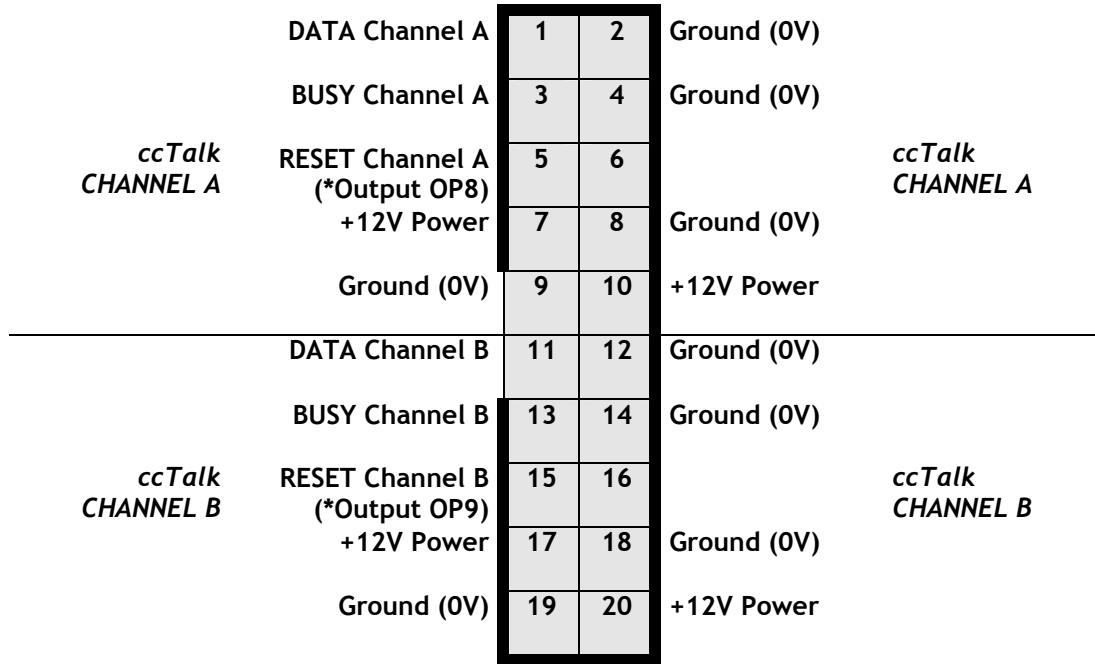 DATA Channel A 1 2 Ground (0V)
BUSY Channel A 3 4 Ground (0V)
ccTalk RESET Channel A 5 6 ccTalk
CHANNEL A (*Output OP8) CHANNEL A
+12V Power 7 8 Ground (0V)
Ground (0V) 9 10 +12V Power
DATA Channel B 11 12 Ground (0V)
BUSY Channel B 13 14 Ground (0V)
ccTalk RESET Channel B 15 16 ccTalk
CHANNEL B (*Output OP9) CHANNEL B
+12V Power 17 18 Ground (0V)
Ground (0V) 19 20 +12V Power